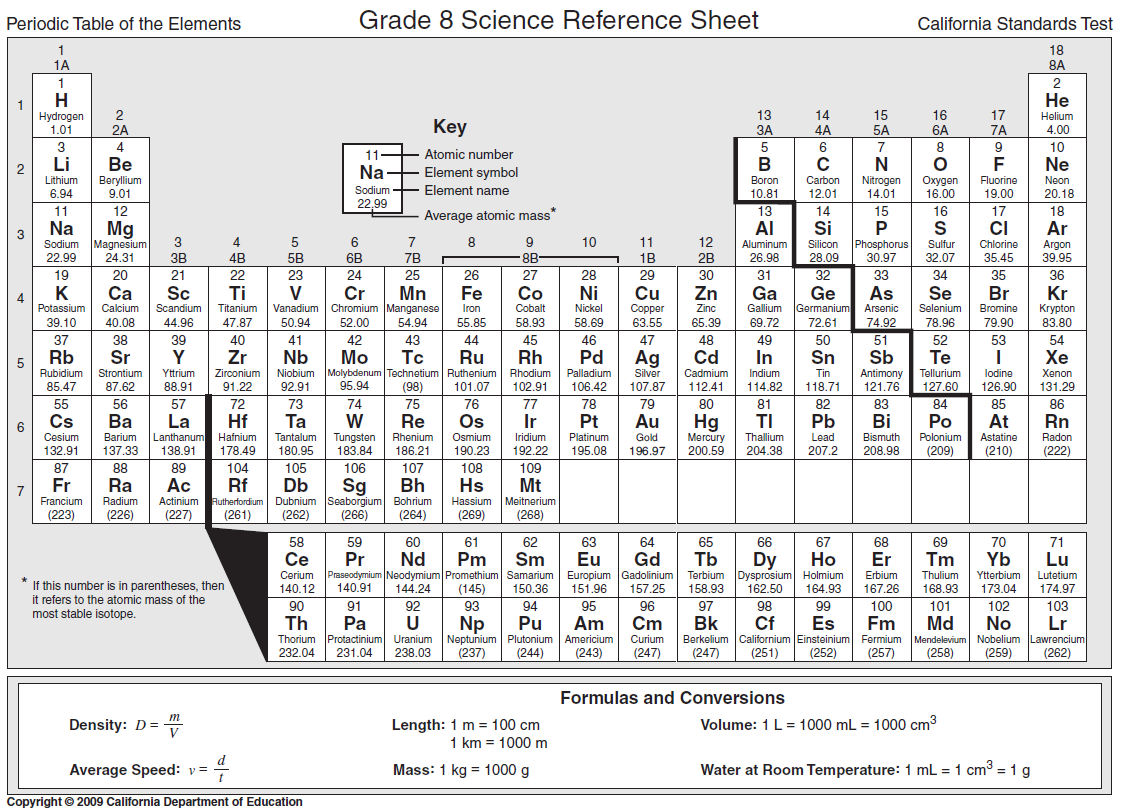 Periodic Table of the Elements Grade 8 Science Reference Sheet California Standards Test
1 18
1A 8A
1 2
H He
Hydrogen Helium
1.01 4.00
2 13 14 15 16 17
2A 3A 4A 5A 6A 7A
Key
11 Atomic number
Na Element symbol
Sodium Element name
22.99 Average atomic mass*
1
2
3 4 5 6 7 8 9 10
Li Be B C N O F Ne
Lithium Beryllium Boron Carbon Nitrogen Oxygen Fluorine Neon
6.94 9.01 10.81 12.01 14.01 16.00 19.00 20.18
3
11 12 13 14 15 16 17 18
Na Mg Al Si P S Cl Ar
Sodium Magnesium Aluminum Silicon Phosphorus Sulfur Chlorine Argon
22.99 24.31 26.98 28.09 30.97 32.07 35.45 39.95
3 4 5 6 7 8 9 10 11 12
3B 4B 5B 6B 7B 8B 1B 2B
4
19 20 21 22 23 24 25 26 27 28 29 30 31 32 33 34 35 36
K Ca Sc Ti V Cr Mn Fe Co Ni Cu Zn Ga Ge As Se Br Kr
Potassium Calcium Scandium Titanium Vanadium Chromium Manganese Iron Cobalt Nickel Copper Zinc Gallium Germanium Arsenic Selenium Bromine Krypton
39.10 40.08 44.96 47.87 50.94 52.00 54.94 55.85 58.93 58.69 63.55 65.39 69.72 72.61 74.92 78.96 79.90 83.80
5
37 38 39 40 41 42 43 44 45 46 47 48 49 50 51 52 53 54
Rb Sr Y Zr Nb Mo Tc Ru Rh Pd Ag Cd In Sn Sb Te I Xe
Rubidium Strontium Yttrium Zirconium Niobium Molybdenum Technetium Ruthenium Rhodium Palladium Silver Cadmium Indium Tin Antimony Tellurium Iodine Xenon
85.47 87.62 88.91 91.22 92.91 95.94 (98) 101.07 102.91 106.42 107.87 112.41 114.82 118.71 121.76 127.60 126.90 131.29
6
55 56 57 72 73 74 75 76 77 78 79 80 81 82 83 84 85 86
Cs Ba La Hf Ta W Re Os Ir Pt Au Hg Tl Pb Bi Po At Rn
Cesium Barium Lanthanum Hafnium Tantalum Tungsten Rhenium Osmium Iridium Platinum Gold Mercury Thallium Lead Bismuth Polonium Astatine Radon
132.91 137.33 138.91 178.49 180.95 183.84 186.21 190.23 192.22 195.08 196.97 200.59 204.38 207.2 208.98 (209) (210) (222)
7
87 88 89 104 105 106 107 108 109
Fr Ra Ac Rf Db Sg Bh Hs Mt
Francium Radium Actinium Rutherfordium Dubnium Seaborgium Bohrium Hassium Meitnerium
(223) (226) (227) (261) (262) (266) (264) (269) (268)
58 59 60 61 62 63 64 65 66 67 68 69 70 71
Ce Pr Nd Pm Sm Eu Gd Tb Dy Ho Er Tm Yb Lu
Cerium Praseodymium Neodymium Promethium Samarium Europium Gadolinium Terbium Dysprosium Holmium Erbium Thulium Ytterbium Lutetium
140.12 140.91 144.24 (145) 150.36 151.96 157.25 158.93 162.50 164.93 167.26 168.93 173.04 174.97
90 91 92 93 94 95 96 97 98 99 100 101 102 103
Th Pa U Np Pu Am Cm Bk Cf Es Fm Md No Lr
Thorium Protactinium Uranium Neptunium Plutonium Americium Curium Berkelium Californium Einsteinium Fermium Mendelevium Nobelium Lawrencium
232.04 231.04 238.03 (237) (244) (243) (247) (247) (251) (252) (257) (258) (259) (262)
* If this number is in parentheses, then
it refers to the atomic mass of the
most stable isotope.
Formulas and Conversions
Density: D = m/V Length: 1 m = 100 cm Volume: 1 L = 1000 mL = 1000 cm³
1 km = 1000 m
Average Speed: v = d/t Mass: 1 kg = 1000 g Water at Room Temperature: 1 mL = 1 cm³ = 1 g
Copyright © 2009 California Department of Education